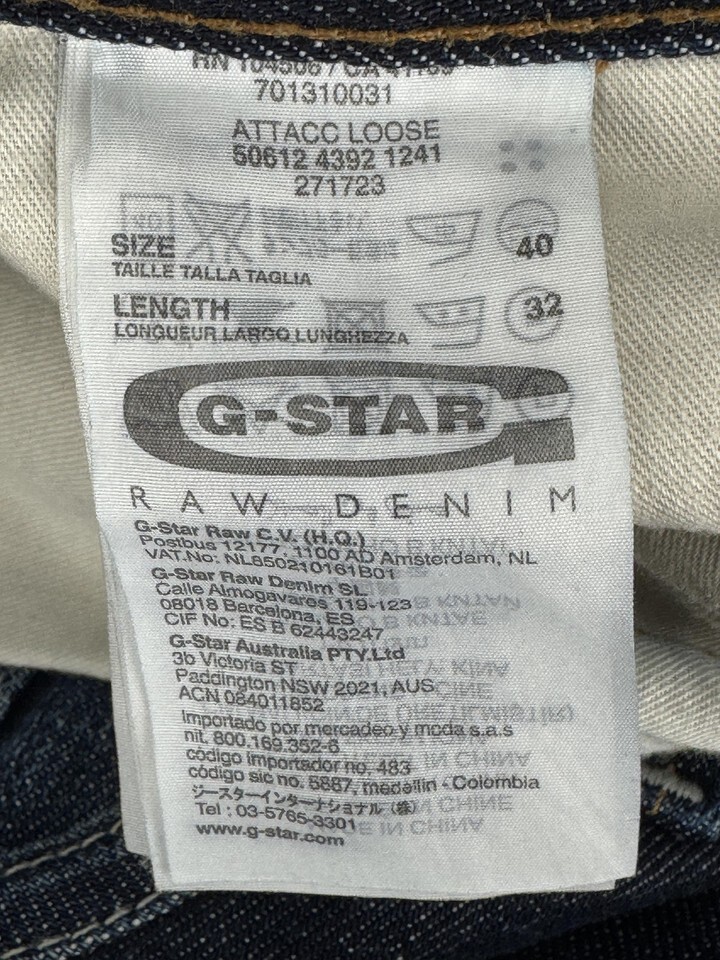 701310031
ATTACC LOOSE
50612 4392 1241
271723
SIZE 40
TAILLE TALLA TAGLIA
LENGTH 32
LONGUEUR LARGO LUNGHEZZA
G-STAR
RAW DENIM
G-Star Raw C.V. (H.Q.)
Postbus 12177, 1100 AD Amsterdam, NL
VAT.No: NL850210161B01
G-Star Raw Denim SL
Calle Almogavares 119-123
08018 Barcelona, ES
CIF No: ES B 62443247
G-Star Australia PTY.Ltd
3b Victoria ST
Paddington NSW 2021, AUS
ACN 084011852
Importado por mercadeo y moda s.a.s
nit. 800.169.352-6
código importador no. 483
código sic no. 5887, medellin - Colombia
ジースターインターナショナル（株）
Tel : 03-5765-3301
www.g-star.com